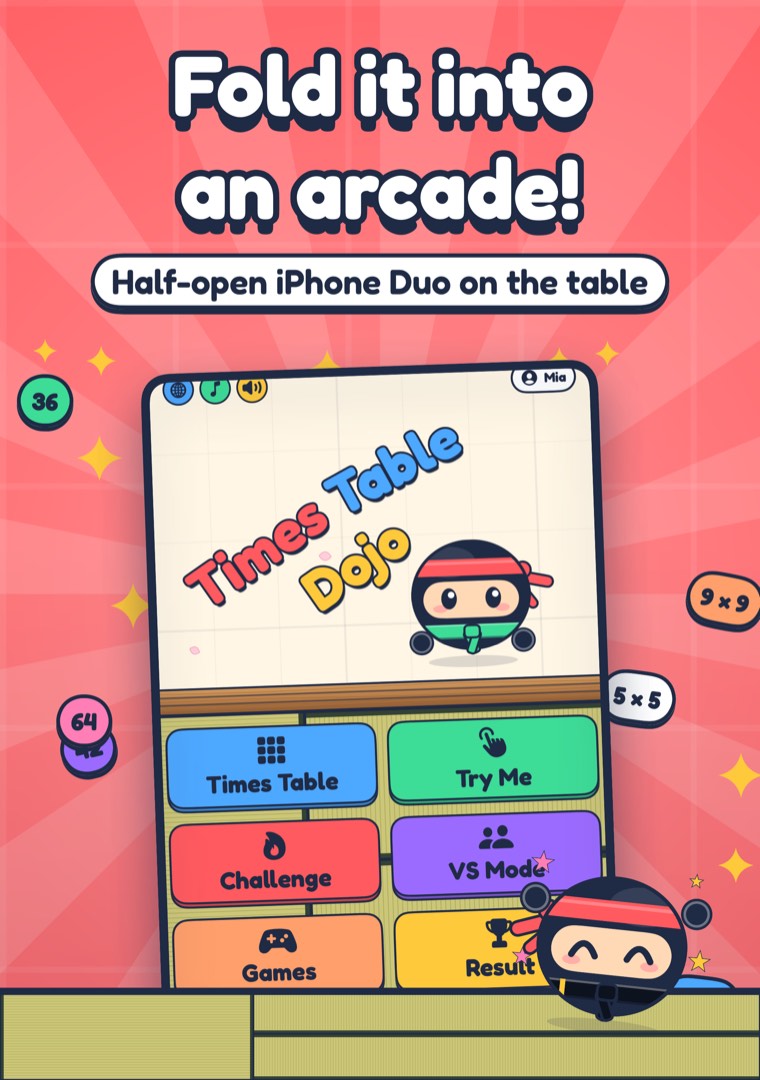 Fold it into
an arcade!
Half-open iPhone Duo on the table
36
Mia
Times Table
Dojo
9 × 9
5 × 5
64
42
Times Table
Try Me
Challenge
VS Mode
Games
Result